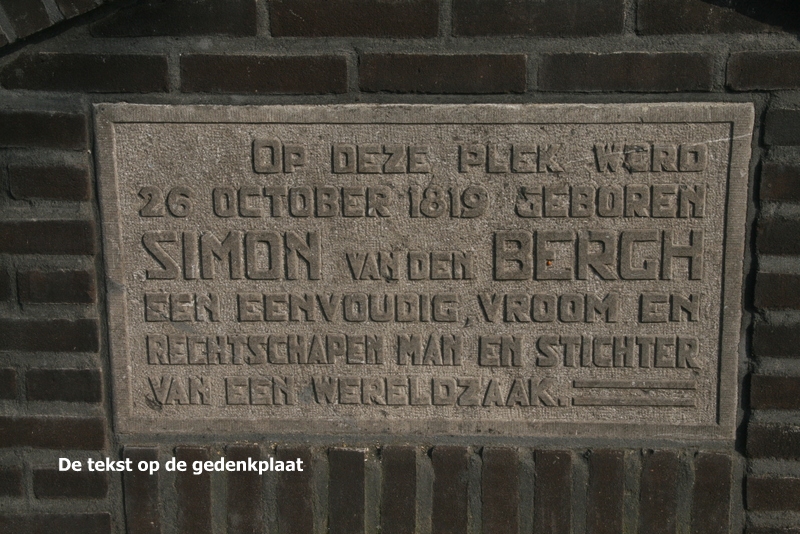 OP DEZE PLEK WERD
26 OCTOBER 1819 GEBOREN
SIMON VAN DEN BERGH
EEN EENVOUDIG, VROOM EN
RECHTSCHAPEN MAN EN STICHTER
VAN EEN WERELDZAAK.
De tekst op de gedenkplaat